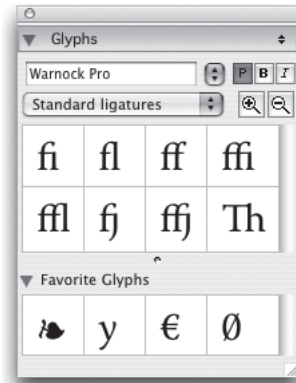 Glyphs
Warnock Pro P B I
Standard ligatures
fi fl ff ffi
ffl fj ffj Th
Favorite Glyphs
y € Ø